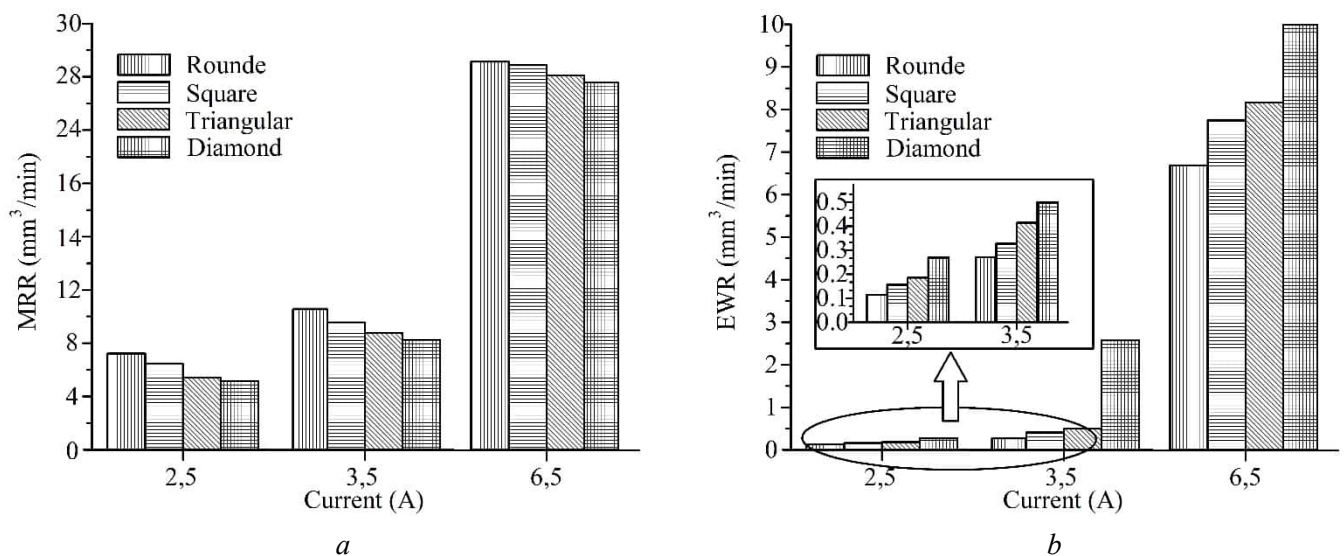 MRR (mm³/min)
30
28
24
16
14
12
8
4
0
Rounde
Square
Triangular
Diamond
2,5
3,5
6,5
Current (A)
a
EWR (mm³/min)
10
9
8
7
6
5
4
3
2
1
0
Rounde
Square
Triangular
Diamond
0.5
0.4
0.3
0.2
0.1
0.0
2,5
3,5
2,5
3,5
6,5
Current (A)
b